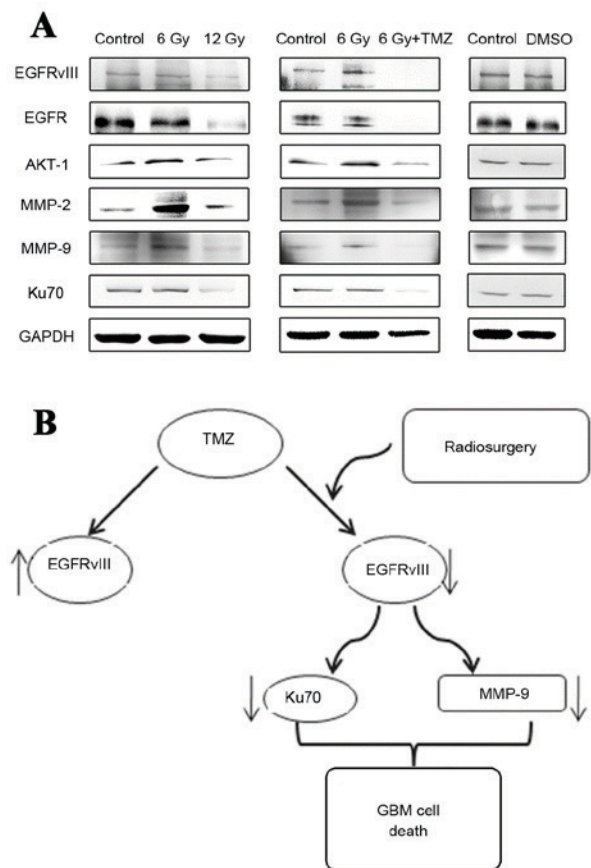 A
Control 6 Gy 12 Gy Control 6 Gy 6 Gy+TMZ Control DMSO
EGFRvIII
EGFR
AKT-1
MMP-2
MMP-9
Ku70
GAPDH
B
TMZ
Radiosurgery
EGFRvIII
EGFRvIII
Ku70
MMP-9
GBM cell
death